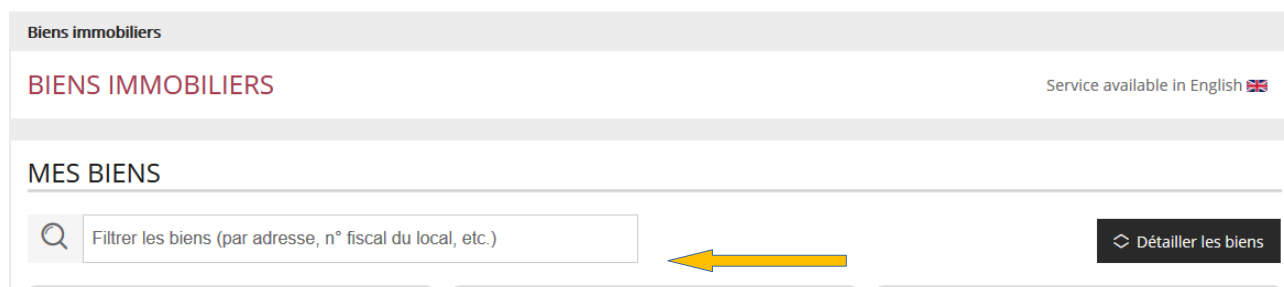 Biens immobiliers
BIENS IMMOBILIERS
Service available in English
MES BIENS
Filtrer les biens (par adresse, n° fiscal du local, etc.)
Détailler les biens